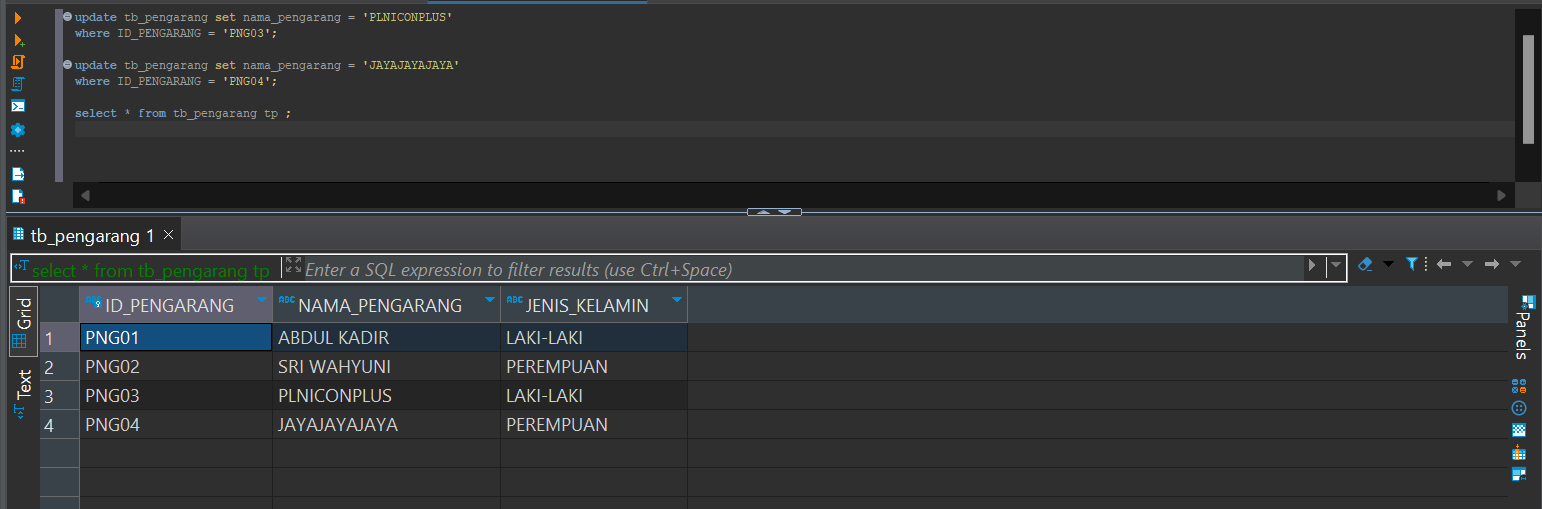 update tb_pengarang set nama_pengarang = 'PLNICONPLUS'
where ID_PENGARANG = 'PNG03';
update tb_pengarang set nama_pengarang = 'JAYAJAYAJAYA'
where ID_PENGARANG = 'PNG04';
select * from tb_pengarang tp ;
tb_pengarang 1
select * from tb_pengarang tp Enter a SQL expression to filter results (use Ctrl+Space)
Grid
Text
Panels
ID_PENGARANG ABC NAMA_PENGARANG ABC JENIS_KELAMIN
1 PNG01 ABDUL KADIR LAKI-LAKI
2 PNG02 SRI WAHYUNI PEREMPUAN
3 PNG03 PLNICONPLUS LAKI-LAKI
4 PNG04 JAYAJAYAJAYA PEREMPUAN